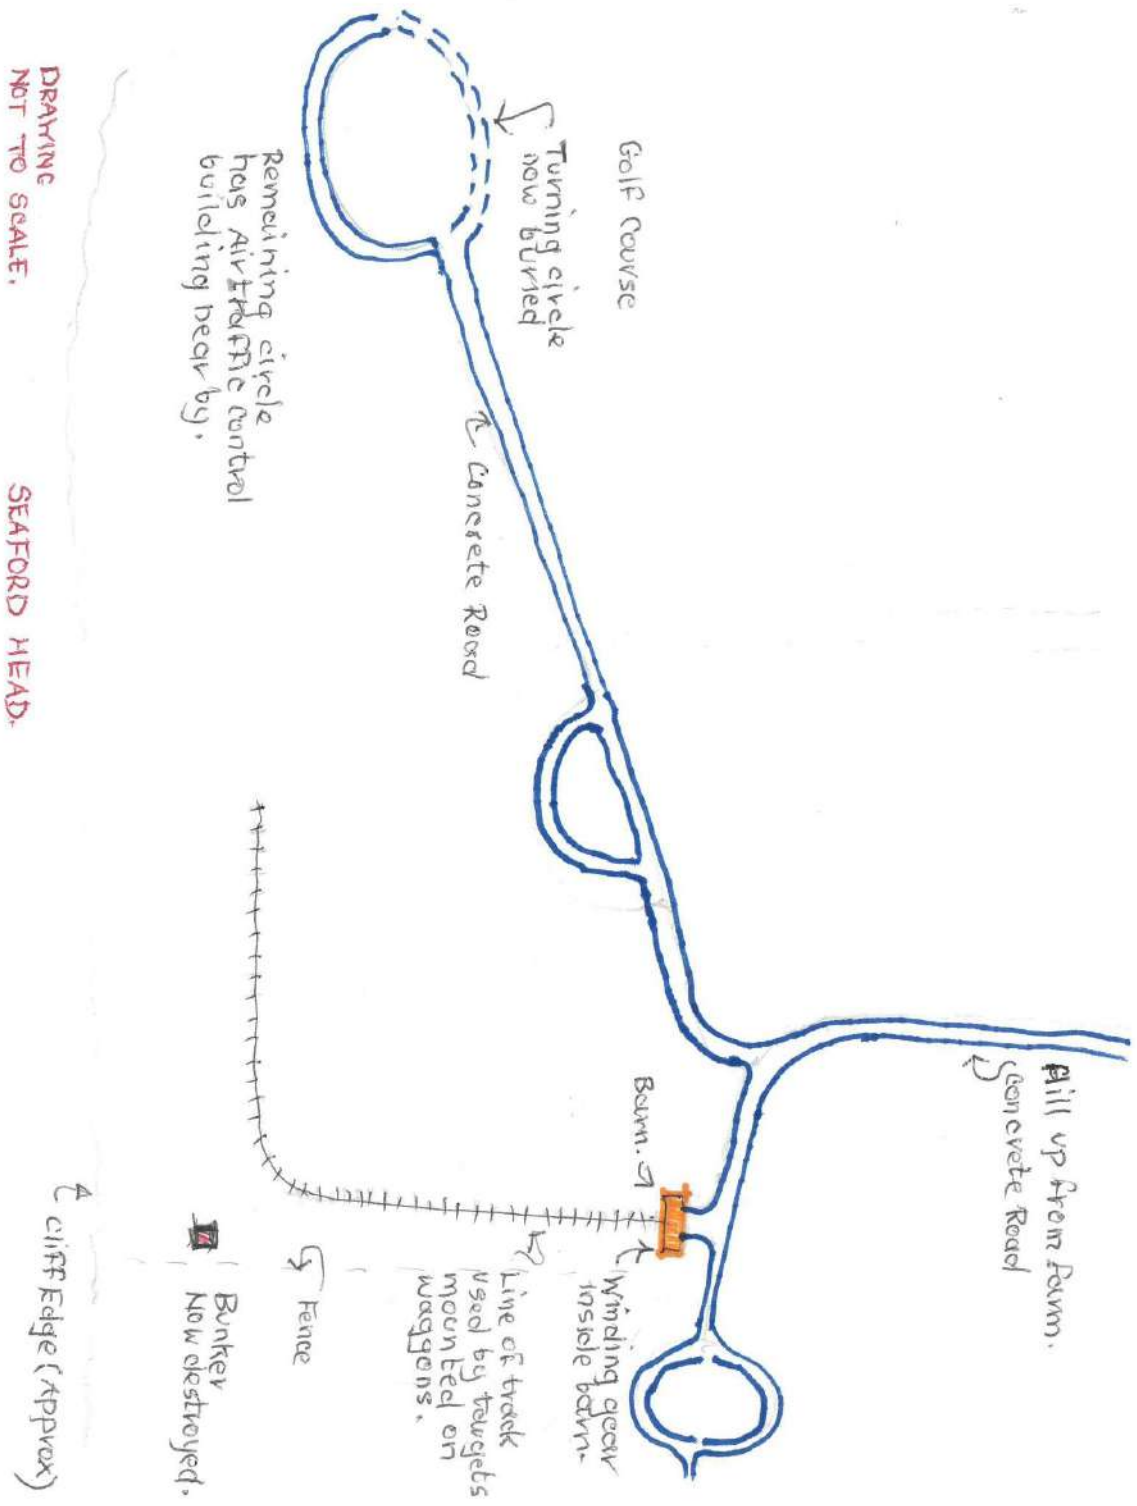 Hill up from farm.
Concrete Road
Golf Course
Turning circle
now buried
Concrete Road
Barn.
Winding gear
inside barn.
Line of track
used by targets
mounted on
waggons.
Remaining circle
has Airtraffic control
building near by.
Fence
Bunker
Now destroyed.
Cliff Edge (Approx)
DRAWING
NOT TO SCALE.
SEAFORD HEAD.